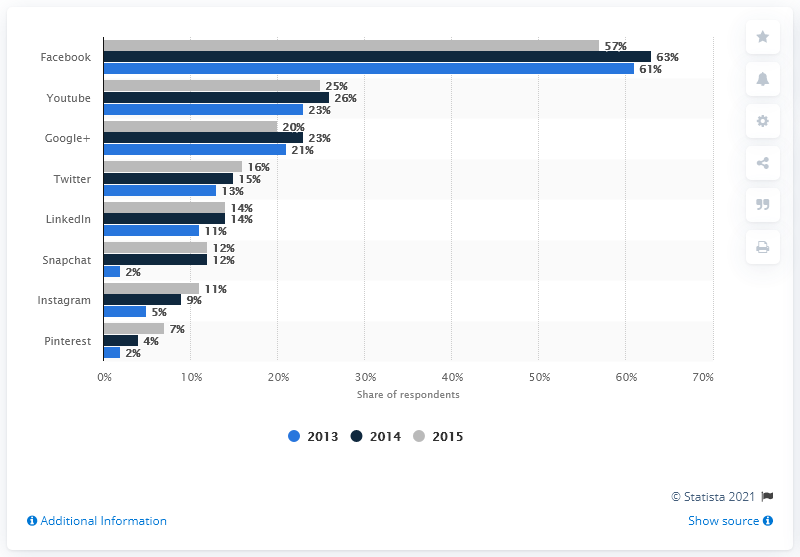 Facebook
57%
63%
61%
Youtube
25%
26%
23%
Google+
20%
23%
21%
Twitter
16%
15%
13%
LinkedIn
14%
14%
11%
Snapchat
12%
12%
2%
Instagram
11%
9%
5%
Pinterest
7%
4%
2%
0% 10% 20% 30% 40% 50% 60% 70%
Share of respondents
2013 2014 2015
© Statista 2021
Additional Information Show source